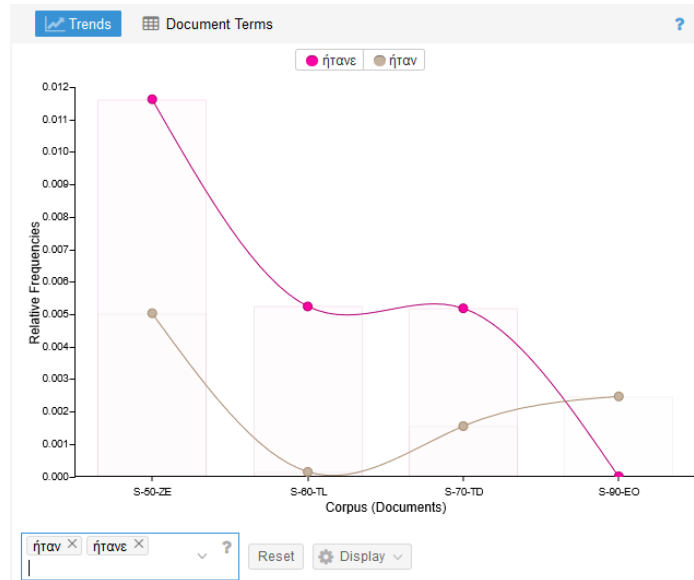 Trends Document Terms ?
ήτανε ήταν
0.012
0.011
0.010
0.009
0.008
0.007
0.006
0.005
0.004
0.003
0.002
0.001
0.000
Relative Frequencies
S-50-ZE S-60-TL S-70-TD S-90-EO
Corpus (Documents)
ήταν × ήτανε × ?
Reset Display